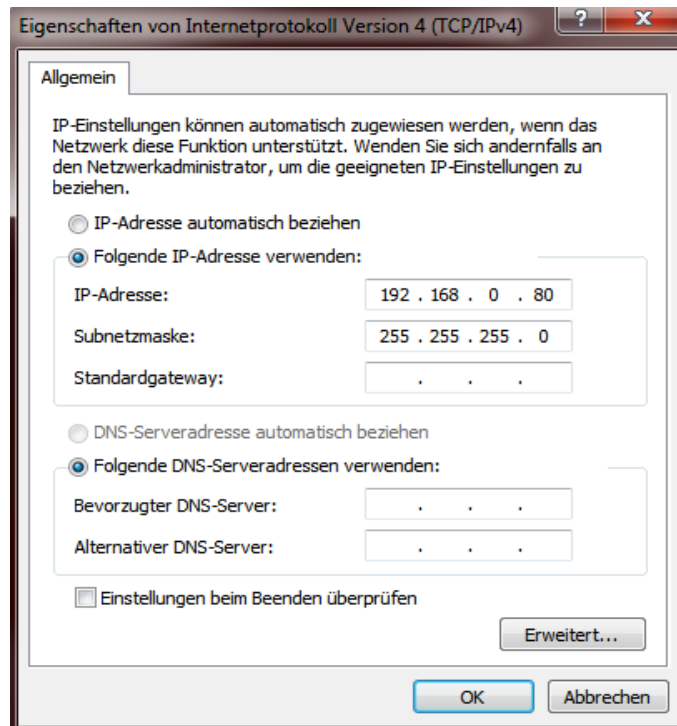 Eigenschaften von Internetprotokoll Version 4 (TCP/IPv4)
Allgemein
IP-Einstellungen können automatisch zugewiesen werden, wenn das
Netzwerk diese Funktion unterstützt. Wenden Sie sich andernfalls an
den Netzwerkadministrator, um die geeigneten IP-Einstellungen zu
beziehen.
IP-Adresse automatisch beziehen
Folgende IP-Adresse verwenden:
IP-Adresse: 192 . 168 . 0 . 80
Subnetzmaske: 255 . 255 . 255 . 0
Standardgateway: . . .
DNS-Serveradresse automatisch beziehen
Folgende DNS-Serveradressen verwenden:
Bevorzugter DNS-Server: . . .
Alternativer DNS-Server: . . .
Einstellungen beim Beenden überprüfen
Erweitert...
OK Abbrechen